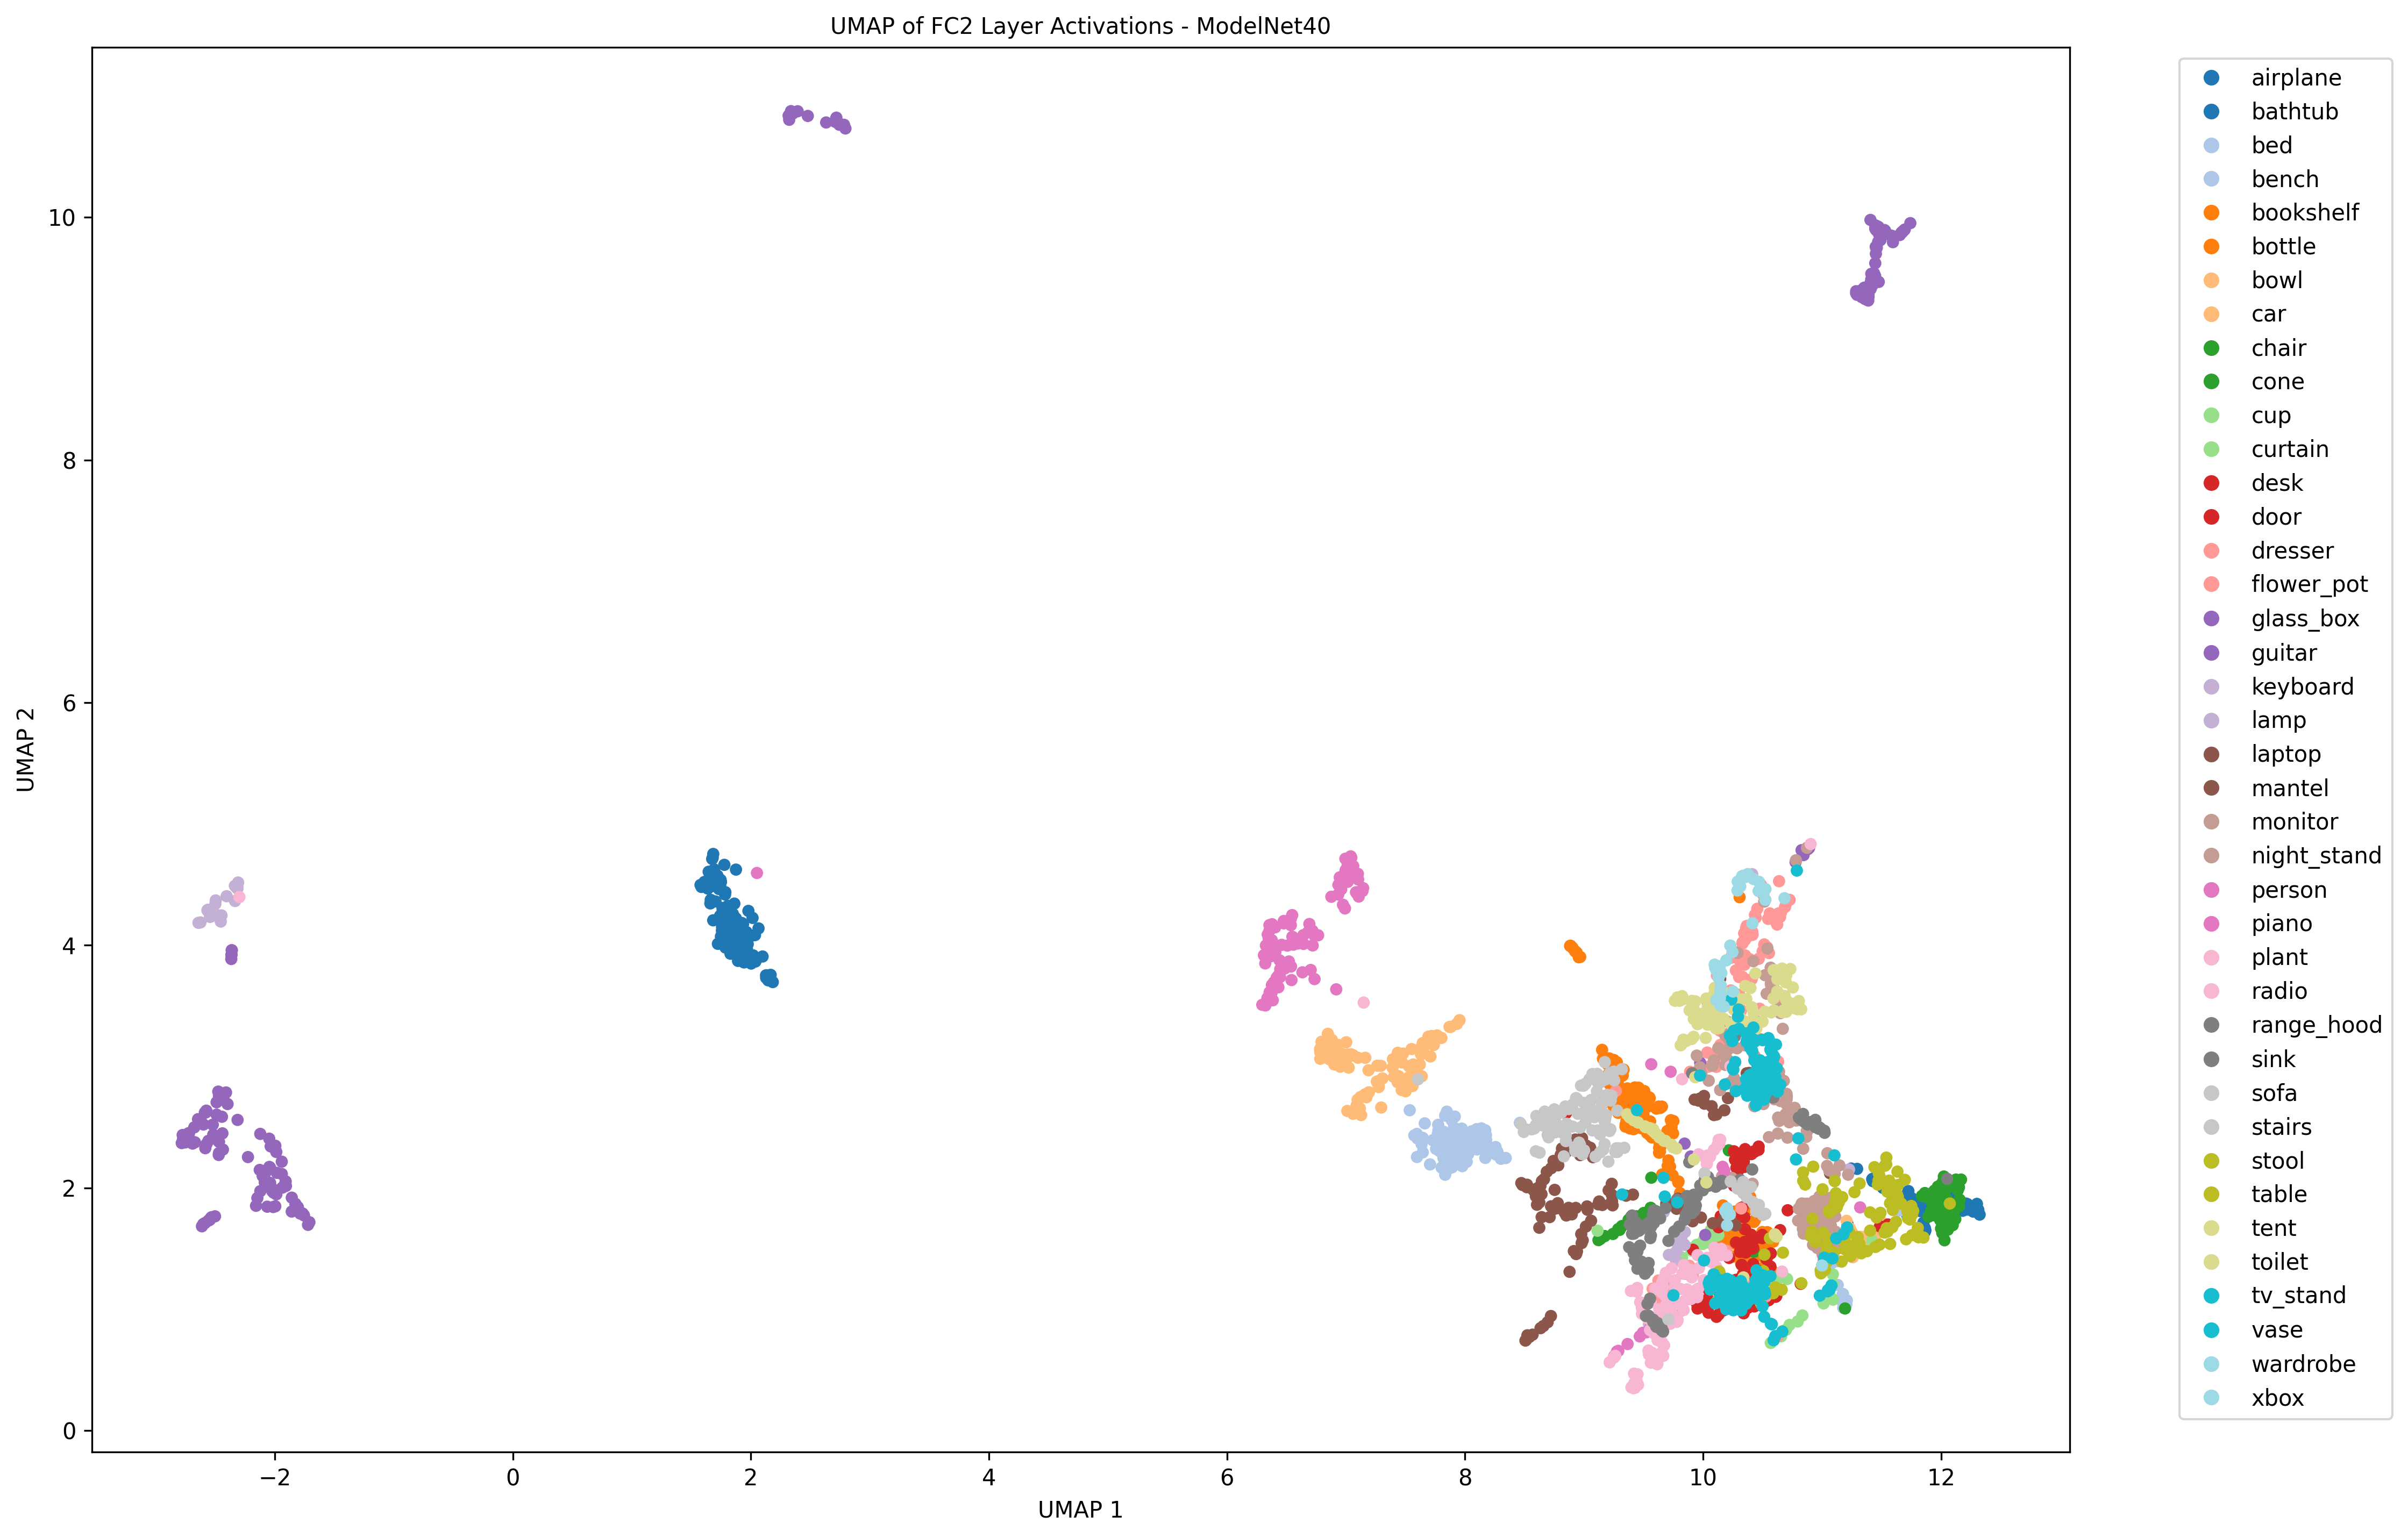 UMAP of FC2 Layer Activations - ModelNet40
UMAP 2
10
8
6
4
2
0
−2
0
2
4
6
8
10
12
UMAP 1
airplane
bathtub
bed
bench
bookshelf
bottle
bowl
car
chair
cone
cup
curtain
desk
door
dresser
flower_pot
glass_box
guitar
keyboard
lamp
laptop
mantel
monitor
night_stand
person
piano
plant
radio
range_hood
sink
sofa
stairs
stool
table
tent
toilet
tv_stand
vase
wardrobe
xbox